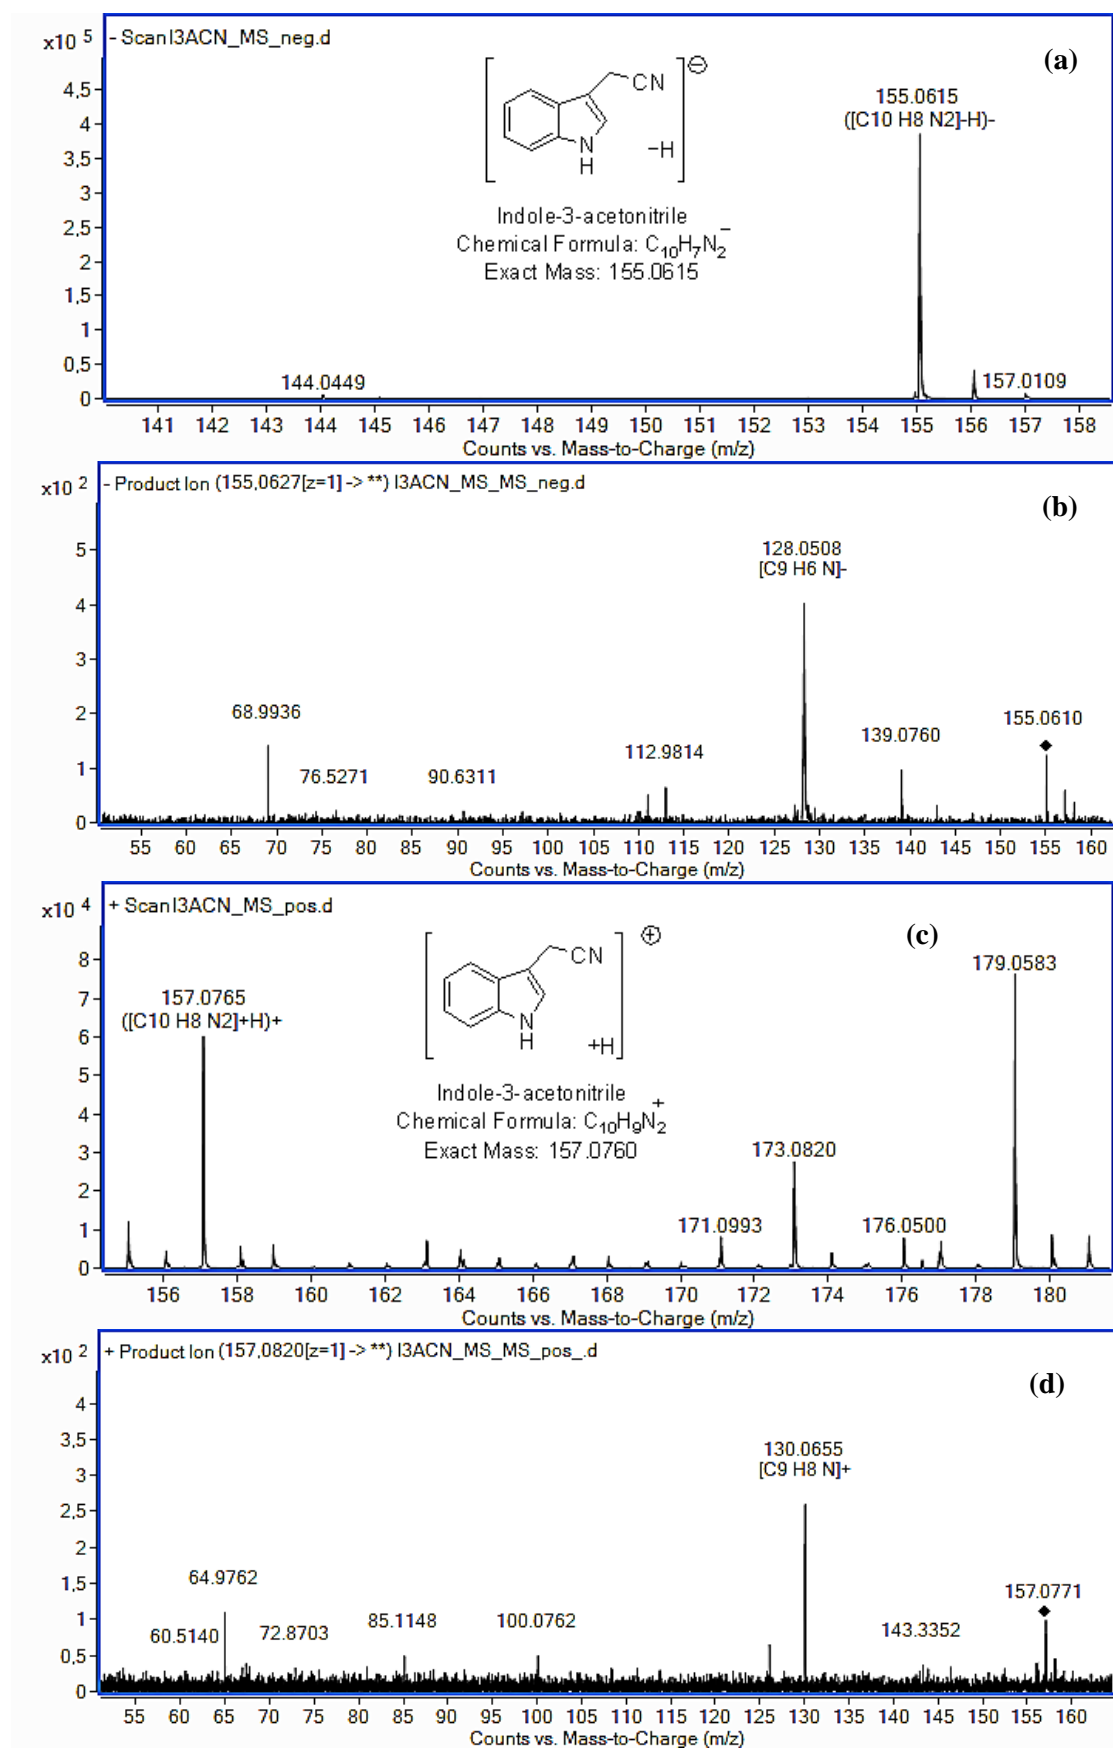 x10 5
- Scan I3ACN_MS_neg.d
(a)
4,5
4
3,5
3
2,5
2
1,5
1
0,5
0
CN
N
H
-H
⊖
Indole-3-acetonitrile
Chemical Formula: C10H7N2−
Exact Mass: 155.0615
155.0615
([C10 H8 N2]-H)-
144.0449
157.0109
141 142 143 144 145 146 147 148 149 150 151 152 153 154 155 156 157 158
Counts vs. Mass-to-Charge (m/z)
x10 2
- Product Ion (155,0627[z=1] -> **) I3ACN_MS_MS_neg.d
(b)
5
4
3
2
1
0
128.0508
[C9 H6 N]-
68.9936
76.5271
90.6311
112.9814
139.0760
155.0610
55 60 65 70 75 80 85 90 95 100 105 110 115 120 125 130 135 140 145 150 155 160
Counts vs. Mass-to-Charge (m/z)
x10 4
+ Scan I3ACN_MS_pos.d
(c)
8
7
6
5
4
3
2
1
0
157.0765
([C10 H8 N2]+H)+
CN
N
H
+H
⊕
Indole-3-acetonitrile
Chemical Formula: C10H9N2+
Exact Mass: 157.0760
179.0583
173.0820
171.0993
176.0500
156 158 160 162 164 166 168 170 172 174 176 178 180
Counts vs. Mass-to-Charge (m/z)
x10 2
+ Product Ion (157,0820[z=1] -> **) I3ACN_MS_MS_pos_.d
(d)
4
3,5
3
2,5
2
1,5
1
0,5
0
130.0655
[C9 H8 N]+
64.9762
60.5140
72.8703
85.1148
100.0762
143.3352
157.0771
55 60 65 70 75 80 85 90 95 100 105 110 115 120 125 130 135 140 145 150 155 160
Counts vs. Mass-to-Charge (m/z)